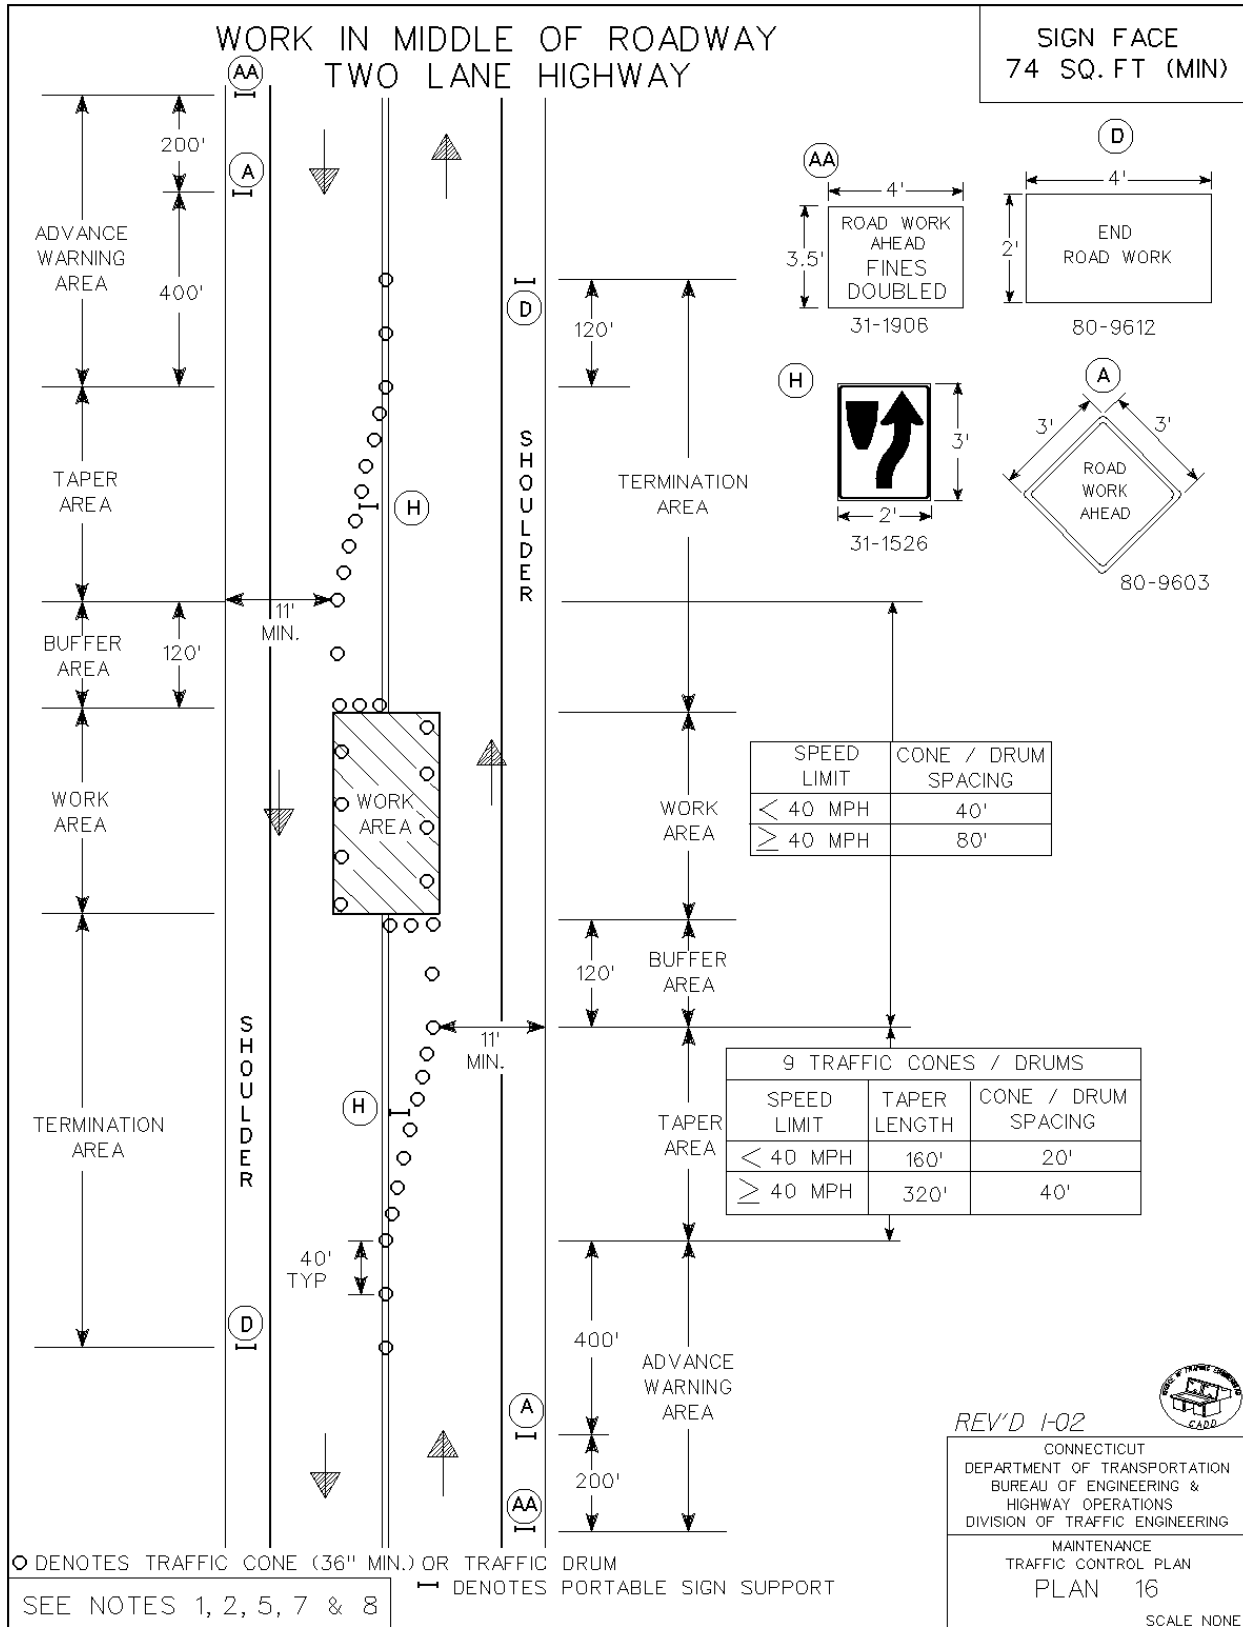 WORK IN MIDDLE OF ROADWAY
TWO LANE HIGHWAY
SIGN FACE
74 SQ. FT (MIN)
AA
200'
A
ADVANCE
WARNING
AREA
400'
TAPER
AREA
H
11'
MIN.
BUFFER
AREA
120'
WORK
AREA
WORK
AREA
TERMINATION
AREA
SHOULDER
H
40'
TYP
D
D
120'
SHOULDER
TERMINATION
AREA
WORK
AREA
120'
BUFFER
AREA
11'
MIN.
TAPER
AREA
400'
ADVANCE
WARNING
AREA
A
200'
AA
AA
4'
3.5'
ROAD WORK
AHEAD
FINES
DOUBLED
31-1906
D
4'
2'
END
ROAD WORK
80-9612
H
3'
2'
31-1526
A
3'
3'
ROAD
WORK
AHEAD
80-9603
SPEED LIMIT CONE / DRUM SPACING
< 40 MPH 40'
≥ 40 MPH 80'
9 TRAFFIC CONES / DRUMS
SPEED LIMIT TAPER LENGTH CONE / DRUM SPACING
< 40 MPH 160' 20'
≥ 40 MPH 320' 40'
O DENOTES TRAFFIC CONE (36" MIN.) OR TRAFFIC DRUM
DENOTES PORTABLE SIGN SUPPORT
SEE NOTES 1, 2, 5, 7 & 8
REV'D 1-02
CADD
CONNECTICUT
DEPARTMENT OF TRANSPORTATION
BUREAU OF ENGINEERING &
HIGHWAY OPERATIONS
DIVISION OF TRAFFIC ENGINEERING
MAINTENANCE
TRAFFIC CONTROL PLAN
PLAN 16
SCALE NONE